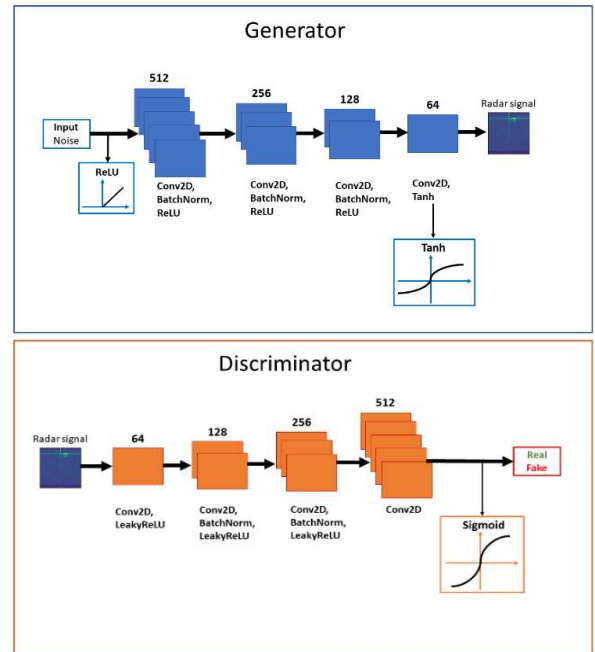 Generator
512
256
128
64
Radar signal
Input
Noise
ReLU
Conv2D,
BatchNorm,
ReLU
Conv2D,
BatchNorm,
ReLU
Conv2D,
BatchNorm,
ReLU
Conv2D,
Tanh
Tanh
Discriminator
512
256
128
64
Radar signal
Real
Fake
Conv2D,
LeakyReLU
Conv2D,
BatchNorm,
LeakyReLU
Conv2D,
BatchNorm,
LeakyReLU
Conv2D
Sigmoid